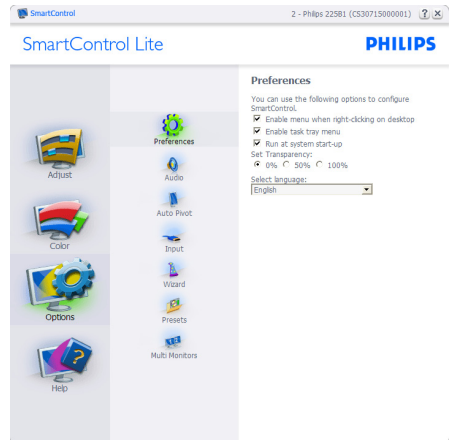 SmartControl
2 - Philips 225B1 (CS30715000001)
? ×
SmartControl Lite
PHILIPS
Adjust
Color
Options
Help
Preferences
Audio
Auto Pivot
Input
Wizard
Presets
Multi Monitors
Preferences
You can use the following options to configure
SmartControl.
Enable menu when right-clicking on desktop
Enable task tray menu
Run at system start-up
Set Transparency:
0% 50% 100%
Select language:
English